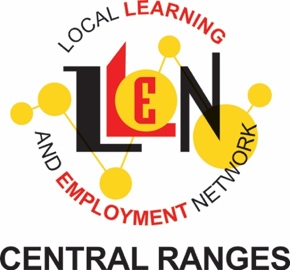 LOCAL LEARNING
LLEN
AND EMPLOYMENT NETWORK
CENTRAL RANGES